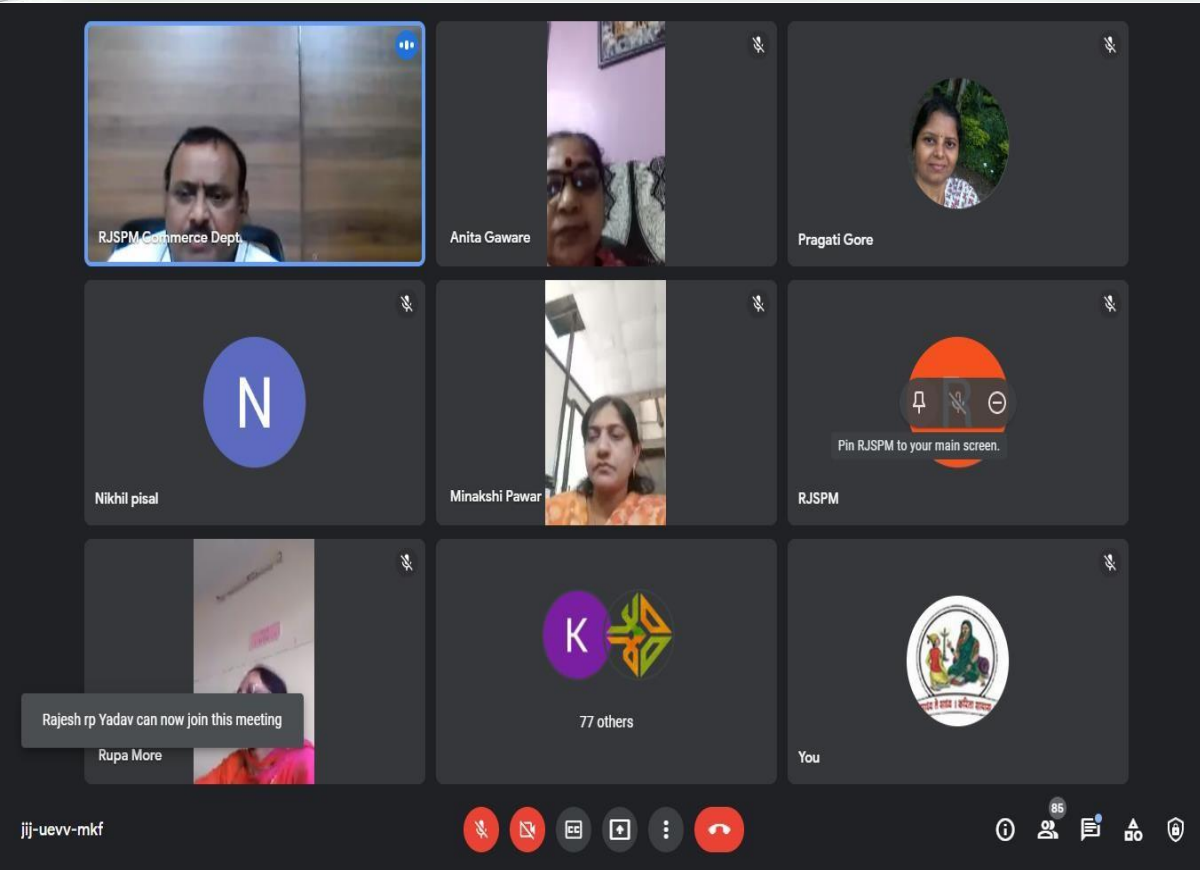 RJSPM Commerce Dept.
Anita Gaware
Pragati Gore
N
Nikhil pisal
Minakshi Pawar
R
Pin RJSPM to your main screen.
RJSPM
Rajesh rp Yadav can now join this meeting
Rupa More
K
77 others
You
jij-uevv-mkf
CC
85